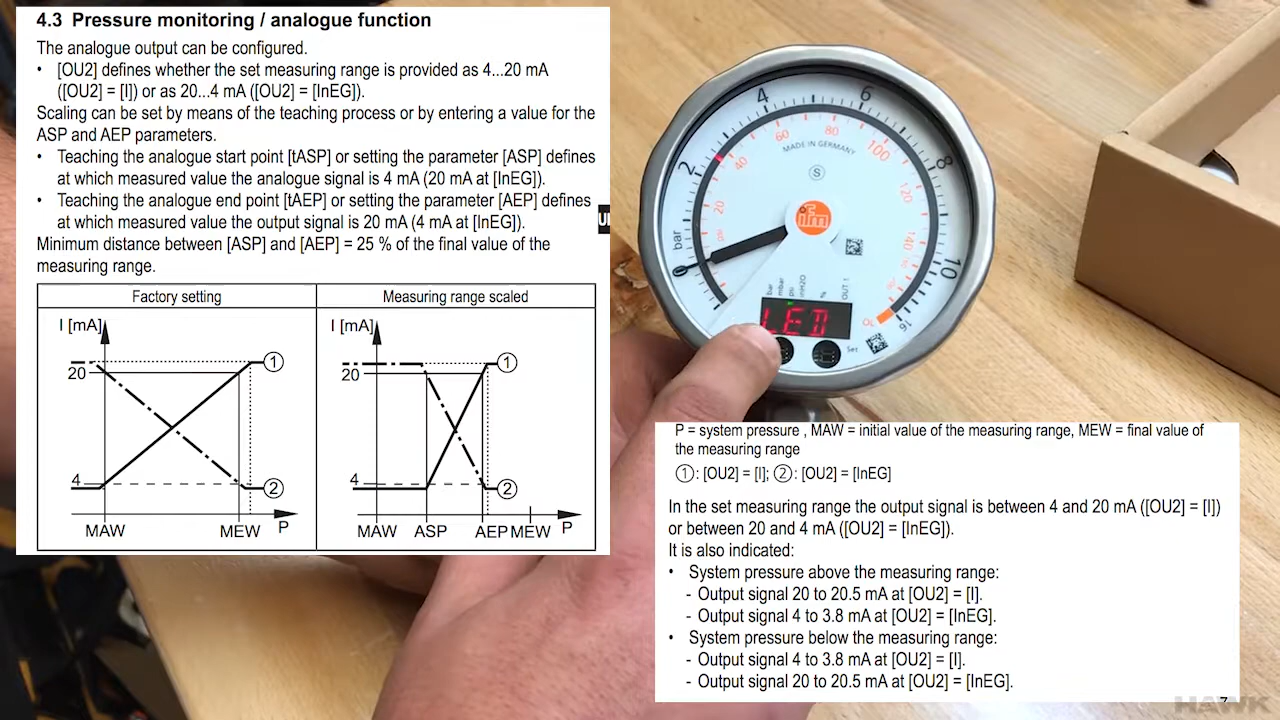 4.3 Pressure monitoring / analogue function
The analogue output can be configured.
• [OU2] defines whether the set measuring range is provided as 4...20 mA
([OU2] = [I]) or as 20...4 mA ([OU2] = [InEG]).
Scaling can be set by means of the teaching process or by entering a value for the
ASP and AEP parameters.
• Teaching the analogue start point [tASP] or setting the parameter [ASP] defines
at which measured value the analogue signal is 4 mA (20 mA at [InEG]).
• Teaching the analogue end point [tAEP] or setting the parameter [AEP] defines
at which measured value the output signal is 20 mA (4 mA at [InEG]).
Minimum distance between [ASP] and [AEP] = 25 % of the final value of the
measuring range.
Factory setting
Measuring range scaled
I [mA]
20
4
①
②
MAW
MEW
P
I [mA]
20
4
①
②
MAW
ASP
AEP
MEW
P
0
2
4
6
8
10
16
bar
20
40
60
80
100
120
140
psi
MADE IN GERMANY
S
ifm
bar
mbar
psi
inH2O
%
OUT 1
LED
Set
OL
P = system pressure , MAW = initial value of the measuring range, MEW = final value of
the measuring range
①: [OU2] = [I]; ②: [OU2] = [InEG]
In the set measuring range the output signal is between 4 and 20 mA ([OU2] = [I])
or between 20 and 4 mA ([OU2] = [InEG]).
It is also indicated:
• System pressure above the measuring range:
- Output signal 20 to 20.5 mA at [OU2] = [I].
- Output signal 4 to 3.8 mA at [OU2] = [InEG].
• System pressure below the measuring range:
- Output signal 4 to 3.8 mA at [OU2] = [I].
- Output signal 20 to 20.5 mA at [OU2] = [InEG].
7
HAWK